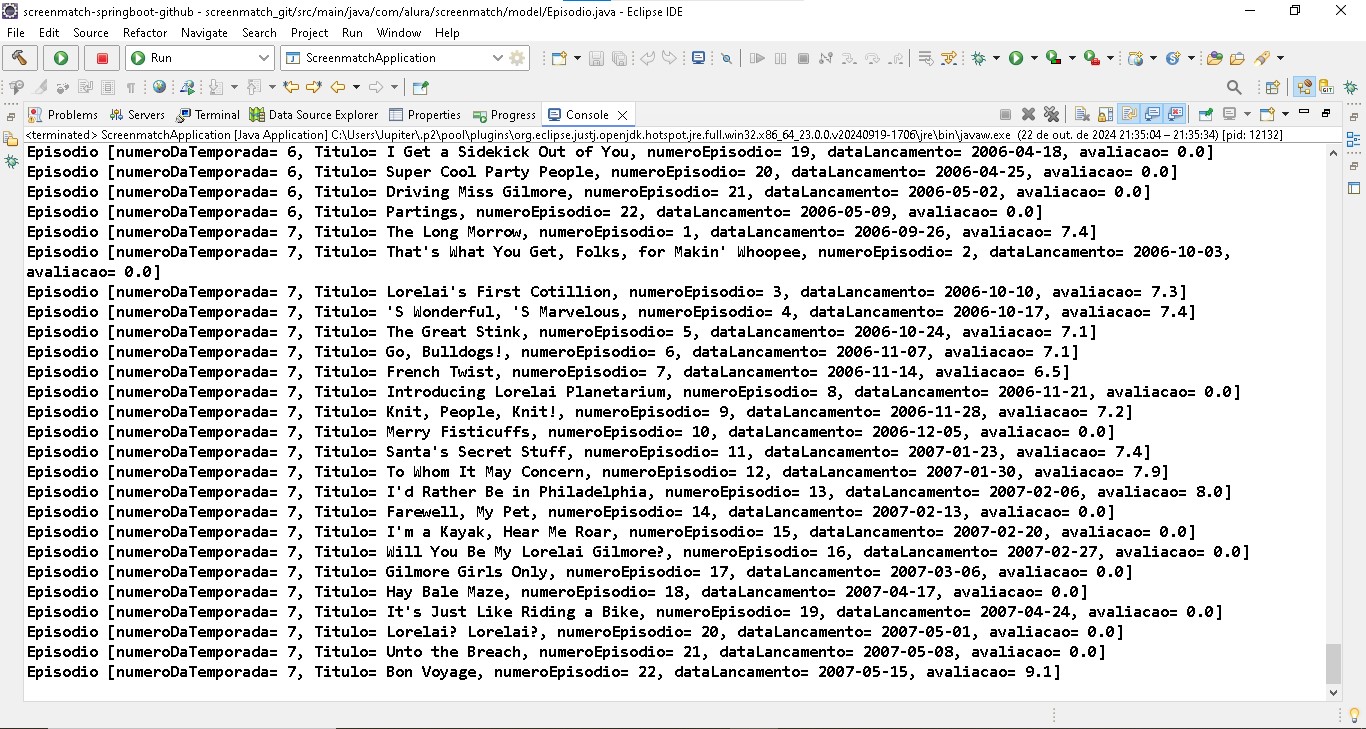 screenmatch-springboot-github - screenmatch_git/src/main/java/com/alura/screenmatch/model/Episodio.java - Eclipse IDE
File Edit Source Refactor Navigate Search Project Run Window Help
Run ScreenmatchApplication
Problems Servers Terminal Data Source Explorer Properties Progress Console
<terminated> ScreenmatchApplication [Java Application] C:\Users\Jupiter\.p2\pool\plugins\org.eclipse.justj.openjdk.hotspot.jre.full.win32.x86_64_23.0.0.v20240919-1706\jre\bin\javaw.exe (22 de out. de 2024 21:35:04 – 21:35:34) [pid: 12132]
Episodio [numeroDaTemporada= 6, Titulo= I Get a Sidekick Out of You, numeroEpisodio= 19, dataLancamento= 2006-04-18, avaliacao= 0.0]
Episodio [numeroDaTemporada= 6, Titulo= Super Cool Party People, numeroEpisodio= 20, dataLancamento= 2006-04-25, avaliacao= 0.0]
Episodio [numeroDaTemporada= 6, Titulo= Driving Miss Gilmore, numeroEpisodio= 21, dataLancamento= 2006-05-02, avaliacao= 0.0]
Episodio [numeroDaTemporada= 6, Titulo= Partings, numeroEpisodio= 22, dataLancamento= 2006-05-09, avaliacao= 0.0]
Episodio [numeroDaTemporada= 7, Titulo= The Long Morrow, numeroEpisodio= 1, dataLancamento= 2006-09-26, avaliacao= 7.4]
Episodio [numeroDaTemporada= 7, Titulo= That's What You Get, Folks, for Makin' Whoopee, numeroEpisodio= 2, dataLancamento= 2006-10-03,
avaliacao= 0.0]
Episodio [numeroDaTemporada= 7, Titulo= Lorelai's First Cotillion, numeroEpisodio= 3, dataLancamento= 2006-10-10, avaliacao= 7.3]
Episodio [numeroDaTemporada= 7, Titulo= 'S Wonderful, 'S Marvelous, numeroEpisodio= 4, dataLancamento= 2006-10-17, avaliacao= 7.4]
Episodio [numeroDaTemporada= 7, Titulo= The Great Stink, numeroEpisodio= 5, dataLancamento= 2006-10-24, avaliacao= 7.1]
Episodio [numeroDaTemporada= 7, Titulo= Go, Bulldogs!, numeroEpisodio= 6, dataLancamento= 2006-11-07, avaliacao= 7.1]
Episodio [numeroDaTemporada= 7, Titulo= French Twist, numeroEpisodio= 7, dataLancamento= 2006-11-14, avaliacao= 6.5]
Episodio [numeroDaTemporada= 7, Titulo= Introducing Lorelai Planetarium, numeroEpisodio= 8, dataLancamento= 2006-11-21, avaliacao= 0.0]
Episodio [numeroDaTemporada= 7, Titulo= Knit, People, Knit!, numeroEpisodio= 9, dataLancamento= 2006-11-28, avaliacao= 7.2]
Episodio [numeroDaTemporada= 7, Titulo= Merry Fisticuffs, numeroEpisodio= 10, dataLancamento= 2006-12-05, avaliacao= 0.0]
Episodio [numeroDaTemporada= 7, Titulo= Santa's Secret Stuff, numeroEpisodio= 11, dataLancamento= 2007-01-23, avaliacao= 7.4]
Episodio [numeroDaTemporada= 7, Titulo= To Whom It May Concern, numeroEpisodio= 12, dataLancamento= 2007-01-30, avaliacao= 7.9]
Episodio [numeroDaTemporada= 7, Titulo= I'd Rather Be in Philadelphia, numeroEpisodio= 13, dataLancamento= 2007-02-06, avaliacao= 8.0]
Episodio [numeroDaTemporada= 7, Titulo= Farewell, My Pet, numeroEpisodio= 14, dataLancamento= 2007-02-13, avaliacao= 0.0]
Episodio [numeroDaTemporada= 7, Titulo= I'm a Kayak, Hear Me Roar, numeroEpisodio= 15, dataLancamento= 2007-02-20, avaliacao= 0.0]
Episodio [numeroDaTemporada= 7, Titulo= Will You Be My Lorelai Gilmore?, numeroEpisodio= 16, dataLancamento= 2007-02-27, avaliacao= 0.0]
Episodio [numeroDaTemporada= 7, Titulo= Gilmore Girls Only, numeroEpisodio= 17, dataLancamento= 2007-03-06, avaliacao= 0.0]
Episodio [numeroDaTemporada= 7, Titulo= Hay Bale Maze, numeroEpisodio= 18, dataLancamento= 2007-04-17, avaliacao= 0.0]
Episodio [numeroDaTemporada= 7, Titulo= It's Just Like Riding a Bike, numeroEpisodio= 19, dataLancamento= 2007-04-24, avaliacao= 0.0]
Episodio [numeroDaTemporada= 7, Titulo= Lorelai? Lorelai?, numeroEpisodio= 20, dataLancamento= 2007-05-01, avaliacao= 0.0]
Episodio [numeroDaTemporada= 7, Titulo= Unto the Breach, numeroEpisodio= 21, dataLancamento= 2007-05-08, avaliacao= 0.0]
Episodio [numeroDaTemporada= 7, Titulo= Bon Voyage, numeroEpisodio= 22, dataLancamento= 2007-05-15, avaliacao= 9.1]